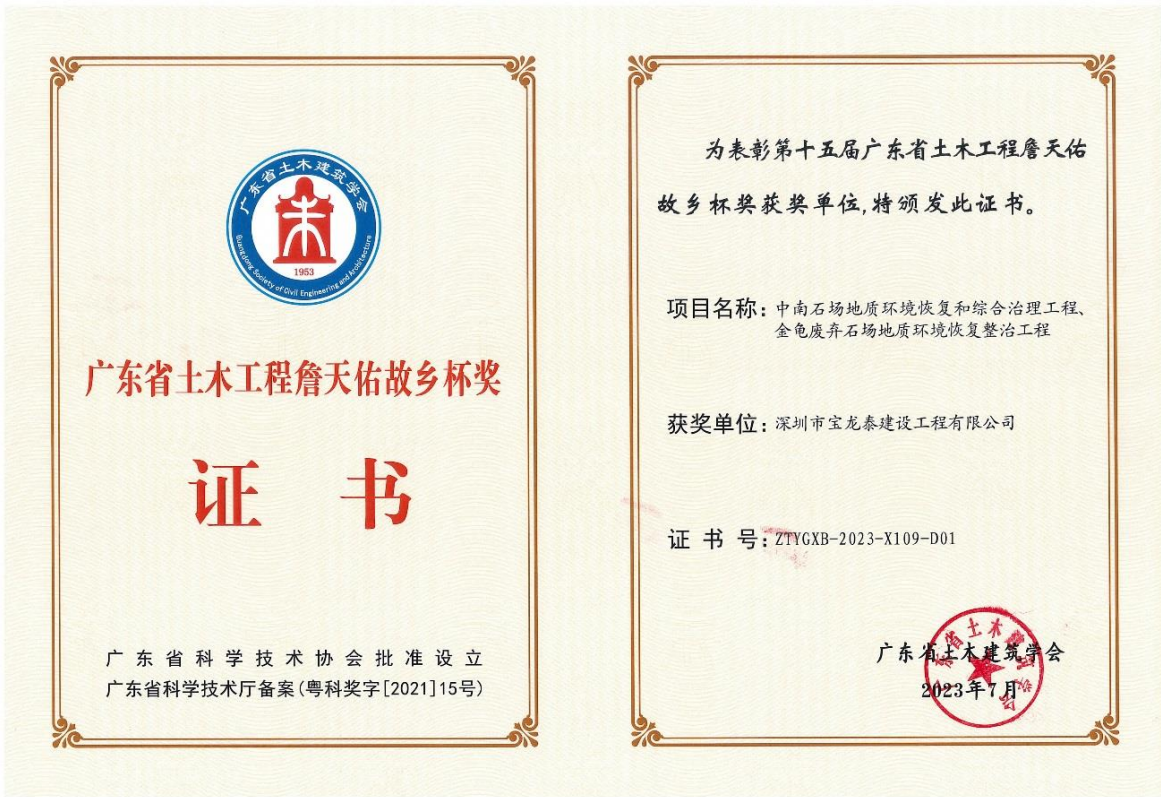 广东省土木建筑学会
1953
Guangdong Society of Civil Engineering and Architecture
广东省土木工程詹天佑故乡杯奖
证 书
广东省科学技术协会批准设立
广东省科学技术厅备案(粤科奖字[2021]15号)
为表彰第十五届广东省土木工程詹天佑
故乡杯奖获奖单位,特颁发此证书。
项目名称：中南石场地质环境恢复和综合治理工程、
金龟废弃石场地质环境恢复整治工程
获奖单位：深圳市宝龙泰建设工程有限公司
证 书 号：ZTYGXB-2023-X109-D01
广东省土木建筑学会
2023年7月
广东省土木建筑学会